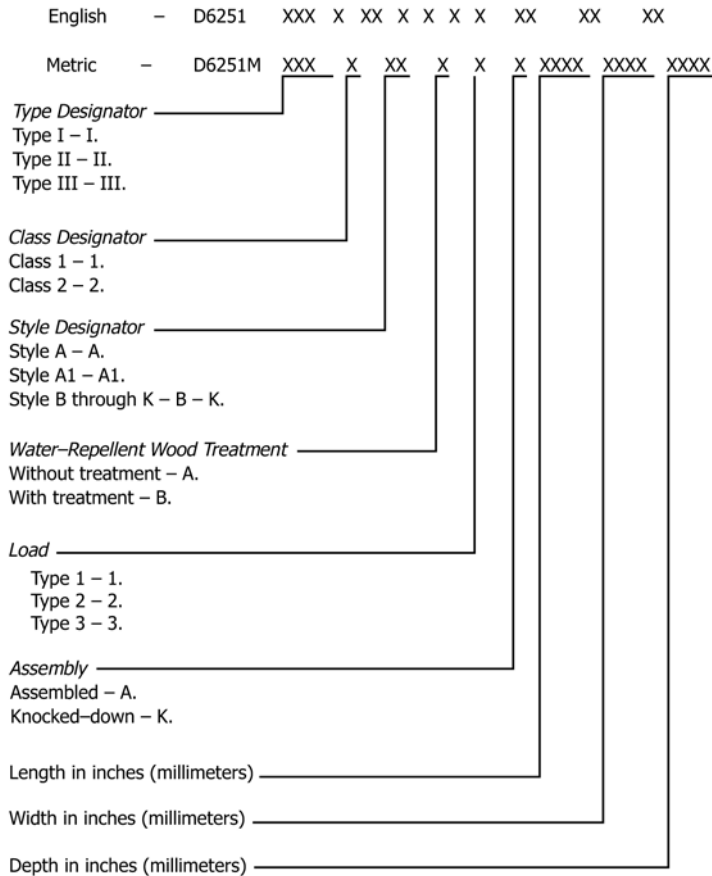 English – D6251 XXX X XX X X X X XX XX XX
Metric – D6251M XXX X XX X X X XXXX XXXX XXXX
Type Designator
Type I – I.
Type II – II.
Type III – III.
Class Designator
Class 1 – 1.
Class 2 – 2.
Style Designator
Style A – A.
Style A1 – A1.
Style B through K – B – K.
Water–Repellent Wood Treatment
Without treatment – A.
With treatment – B.
Load
Type 1 – 1.
Type 2 – 2.
Type 3 – 3.
Assembly
Assembled – A.
Knocked–down – K.
Length in inches (millimeters)
Width in inches (millimeters)
Depth in inches (millimeters)